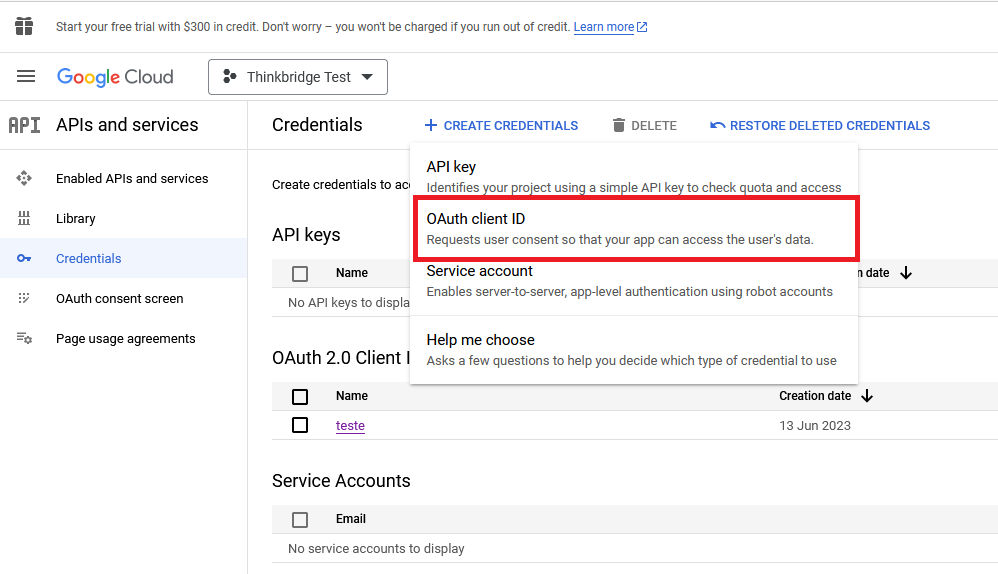 Start your free trial with $300 in credit. Don't worry – you won't be charged if you run out of credit. Learn more
Google Cloud
Thinkbridge Test
API
APIs and services
Credentials
CREATE CREDENTIALS
DELETE
RESTORE DELETED CREDENTIALS
Enabled APIs and services
Library
Credentials
OAuth consent screen
Page usage agreements
Create credentials to
API key
Identifies your project using a simple API key to check quota and access
OAuth client ID
Requests user consent so that your app can access the user's data.
Service account
Enables server-to-server, app-level authentication using robot accounts
Help me choose
Asks a few questions to help you decide which type of credential to use
API keys
Name
date
No API keys to
OAuth 2.0 Client
Name
Creation date
teste
13 Jun 2023
Service Accounts
Email
No service accounts to display